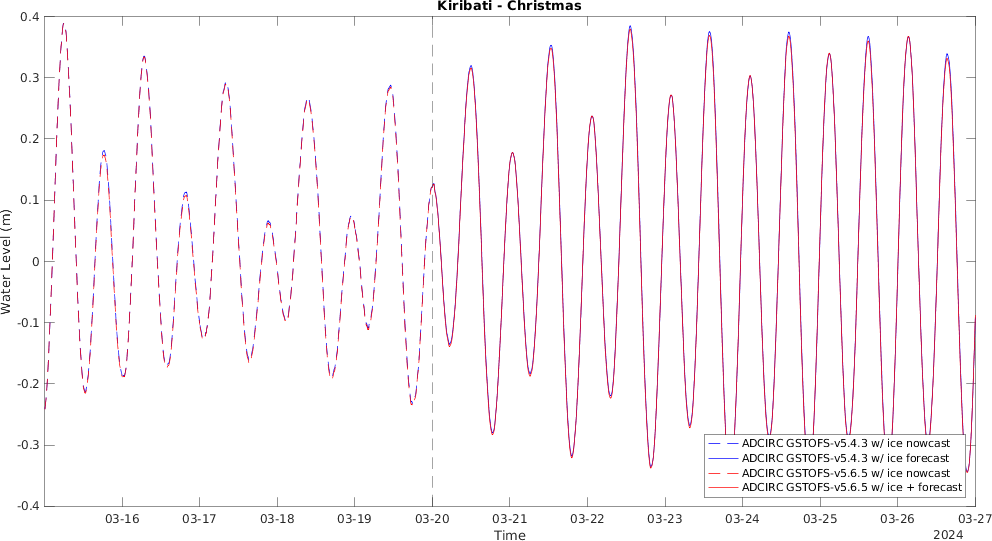 Kiribati - Christmas
0.4
0.3
0.2
0.1
0
-0.1
-0.2
-0.3
-0.4
Water Level (m)
ADCIRC GSTOFS-v5.4.3 w/ ice nowcast
ADCIRC GSTOFS-v5.4.3 w/ ice forecast
ADCIRC GSTOFS-v5.6.5 w/ ice nowcast
ADCIRC GSTOFS-v5.6.5 w/ ice + forecast
03-16 03-17 03-18 03-19 03-20 03-21 03-22 03-23 03-24 03-25 03-26 03-27
Time
2024